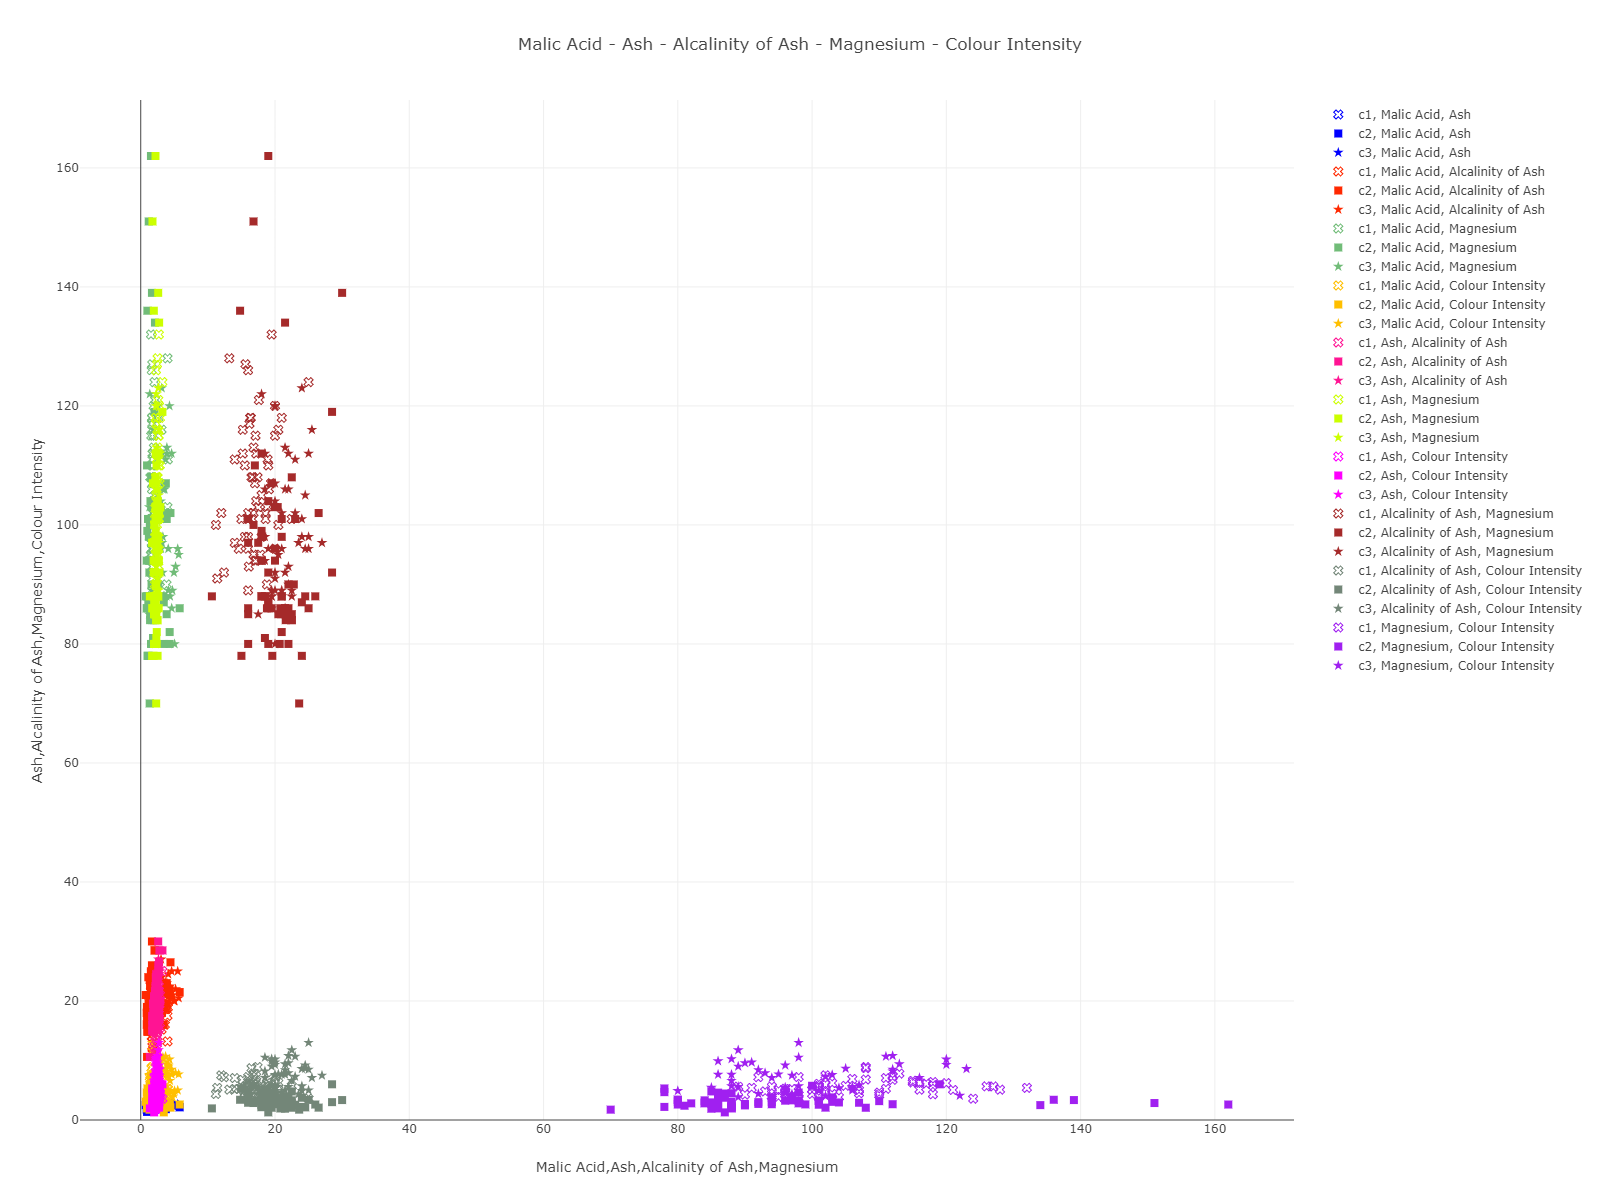 Malic Acid - Ash - Alcalinity of Ash - Magnesium - Colour Intensity
Ash,Alcalinity of Ash,Magnesium,Colour Intensity
160
140
120
100
80
60
40
20
0
0 20 40 60 80 100 120 140 160
Malic Acid,Ash,Alcalinity of Ash,Magnesium
c1, Malic Acid, Ash
c2, Malic Acid, Ash
c3, Malic Acid, Ash
c1, Malic Acid, Alcalinity of Ash
c2, Malic Acid, Alcalinity of Ash
c3, Malic Acid, Alcalinity of Ash
c1, Malic Acid, Magnesium
c2, Malic Acid, Magnesium
c3, Malic Acid, Magnesium
c1, Malic Acid, Colour Intensity
c2, Malic Acid, Colour Intensity
c3, Malic Acid, Colour Intensity
c1, Ash, Alcalinity of Ash
c2, Ash, Alcalinity of Ash
c3, Ash, Alcalinity of Ash
c1, Ash, Magnesium
c2, Ash, Magnesium
c3, Ash, Magnesium
c1, Ash, Colour Intensity
c2, Ash, Colour Intensity
c3, Ash, Colour Intensity
c1, Alcalinity of Ash, Magnesium
c2, Alcalinity of Ash, Magnesium
c3, Alcalinity of Ash, Magnesium
c1, Alcalinity of Ash, Colour Intensity
c2, Alcalinity of Ash, Colour Intensity
c3, Alcalinity of Ash, Colour Intensity
c1, Magnesium, Colour Intensity
c2, Magnesium, Colour Intensity
c3, Magnesium, Colour Intensity